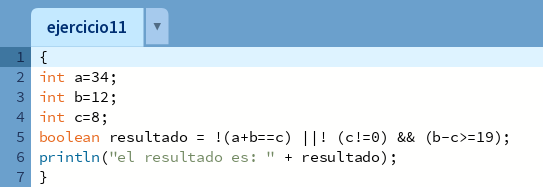 ejercicio11
1 {
2 int a=34;
3 int b=12;
4 int c=8;
5 boolean resultado = !(a+b==c) ||! (c!=0) && (b-c>=19);
6 println("el resultado es: " + resultado);
7 }